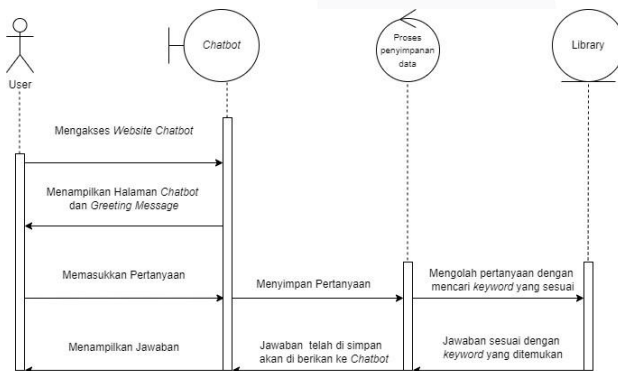 User
Chatbot
Proses
penyimpanan
data
Library
Mengakses Website Chatbot
Menampilkan Halaman Chatbot
dan Greeting Message
Memasukkan Pertanyaan
Menyimpan Pertanyaan
Mengolah pertanyaan dengan
mencari keyword yang sesuai
Menampilkan Jawaban
Jawaban telah di simpan
akan di berikan ke Chatbot
Jawaban sesuai dengan
keyword yang ditemukan